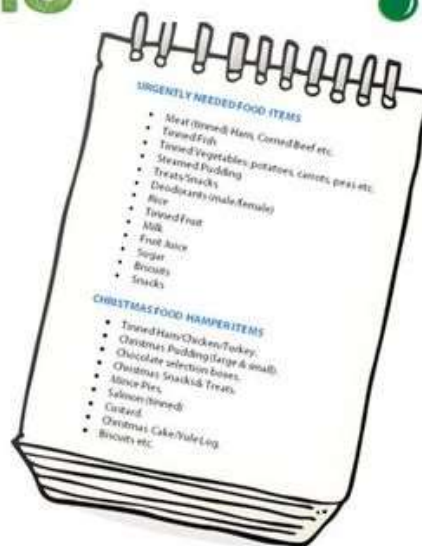 URGENTLY NEEDED FOOD ITEMS
• Meat (tinned) Ham, Corned Beef etc.
• Tinned Fish
• Tinned Vegetables, potatoes, carrots, peas etc.
• Steamed Pudding
• Treats/Snacks
• Deodorants (male/female)
• Rice
• Tinned Fruit
• Milk
• Fruit Juice
• Sugar
• Biscuits
• Snacks
CHRISTMAS FOOD HAMPER ITEMS
• Tinned Ham/Chicken/Turkey.
• Christmas Pudding (large & small).
• Chocolate selection boxes.
• Christmas Snacks & Treats.
• Mince Pies.
• Salmon (tinned)
• Custard.
• Christmas Cake/Yule Log.
• Biscuits etc.